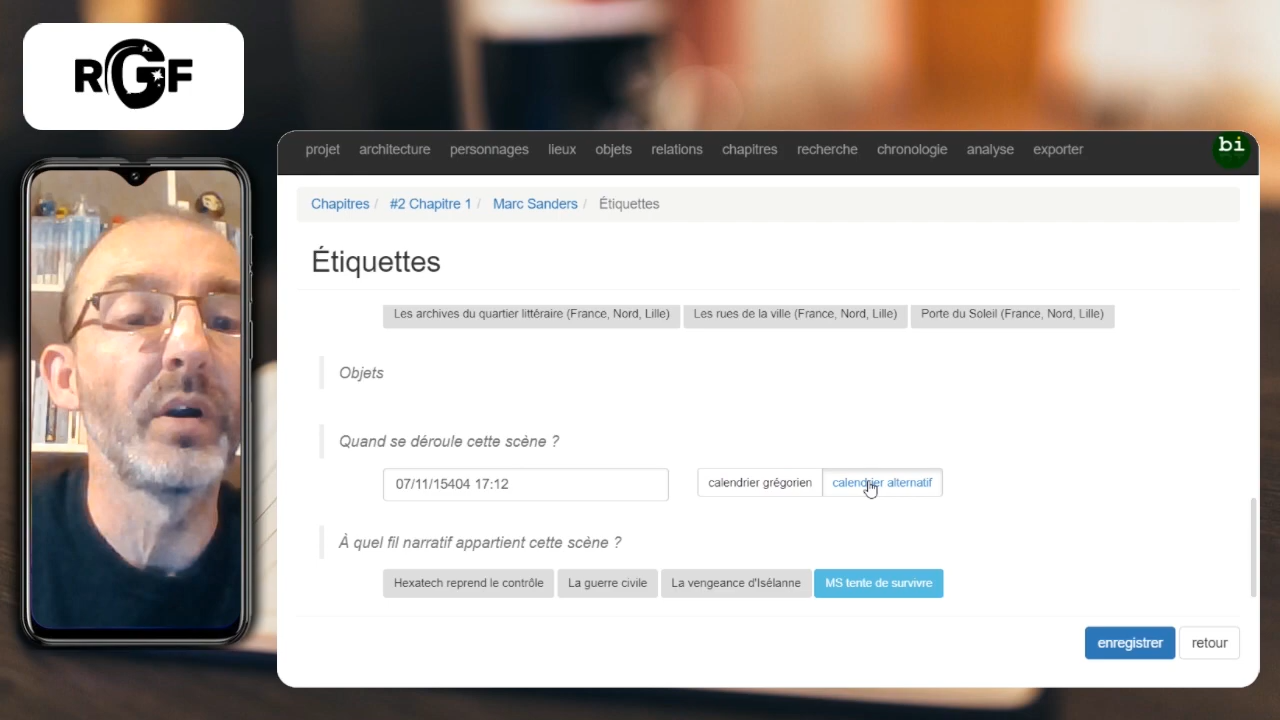 RGF
projet architecture personnages lieux objets relations chapitres recherche chronologie analyse exporter bi
Chapitres / #2 Chapitre 1 / Marc Sanders / Étiquettes
Étiquettes
Les archives du quartier littéraire (France, Nord, Lille) Les rues de la ville (France, Nord, Lille) Porte du Soleil (France, Nord, Lille)
Objets
Quand se déroule cette scène ?
07/11/15404 17:12 calendrier grégorien calendrier alternatif
À quel fil narratif appartient cette scène ?
Hexatech reprend le contrôle La guerre civile La vengeance d'Isélanne MS tente de survivre
enregistrer retour